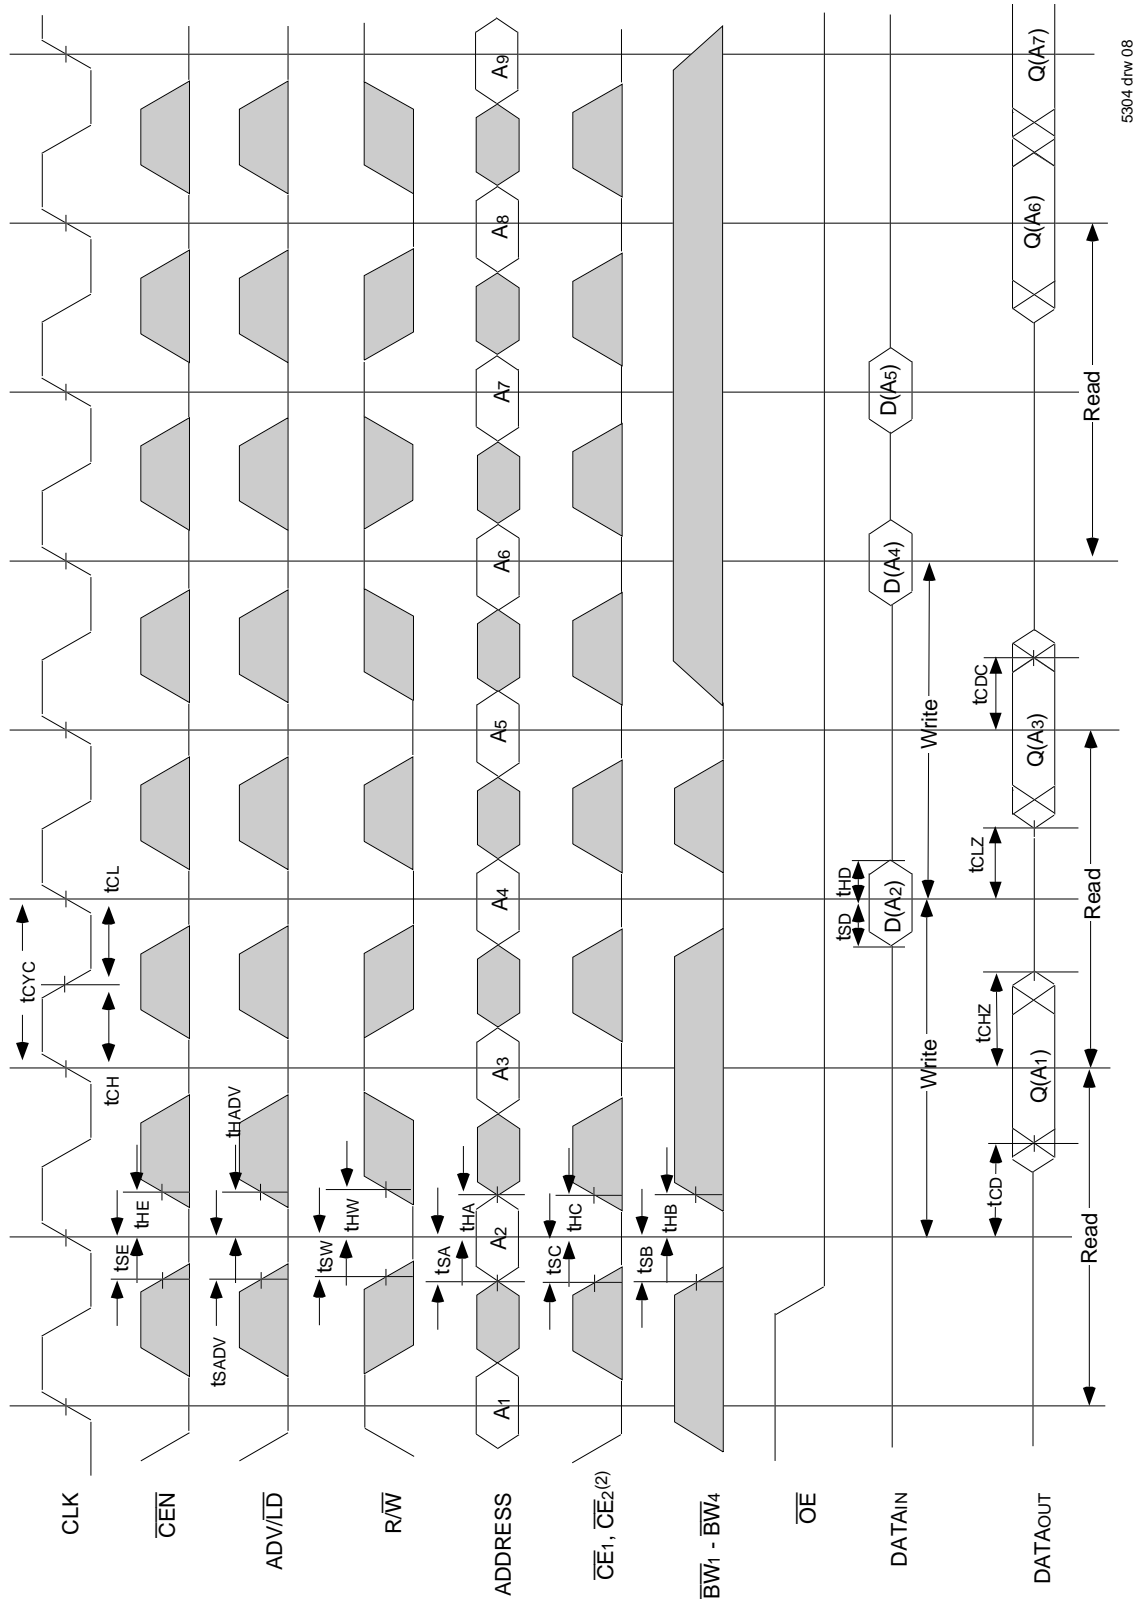 CLK
CEN
ADV/LD
R/W
ADDRESS
CE1, CE2(2)
BW1 - BW4
OE
DATAIN
DATAOUT
tCYC
tCH
tCL
tSE
tHE
tSADV
tHADV
tSW
tHW
tSA
tHA
A1
A2
A3
A4
A5
A6
A7
A8
A9
tSC
tHC
tSB
tHB
tSD
tHD
D(A2)
D(A4)
D(A5)
Write
Write
tCD
tCHZ
tCLZ
tCDC
Q(A1)
Q(A3)
Q(A6)
Q(A7)
Read
Read
Read
5304 drw 08